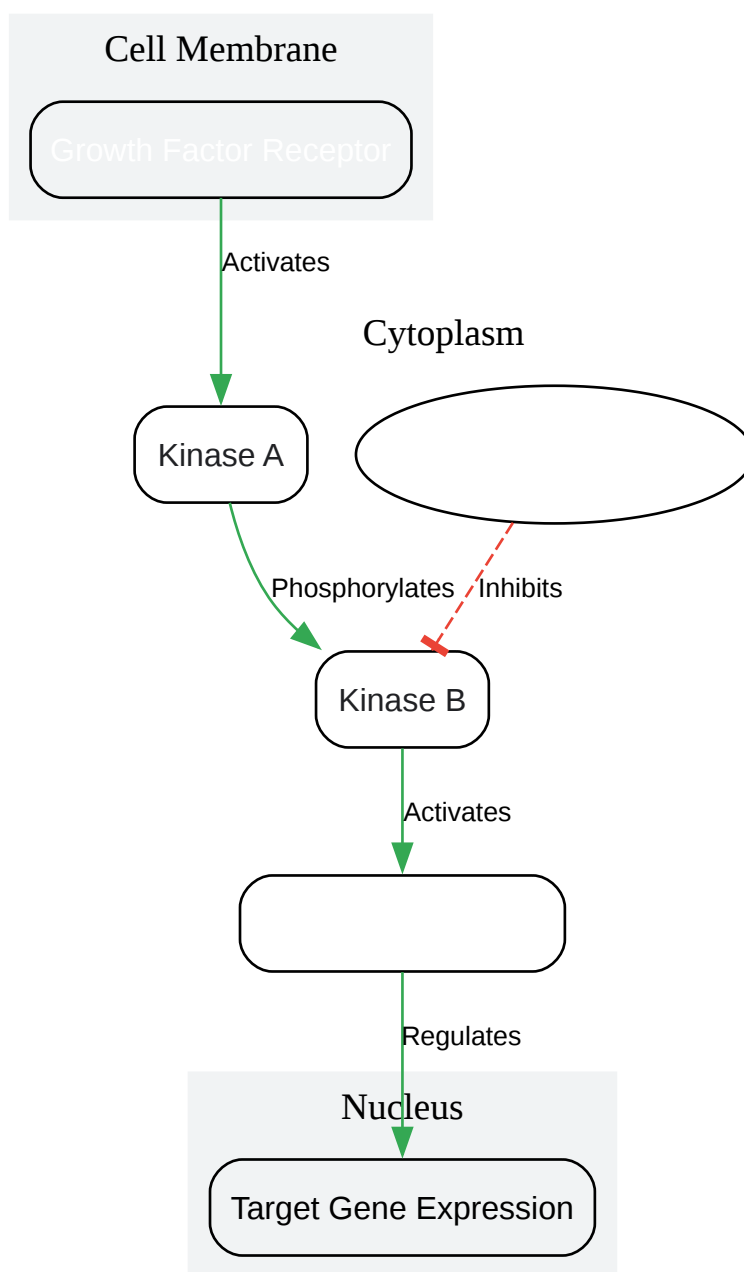 Cell Membrane
Growth Factor Receptor
Activates
Cytoplasm
Kinase A
Phosphorylates
Inhibits
Kinase B
Activates
Regulates
Nucleus
Target Gene Expression